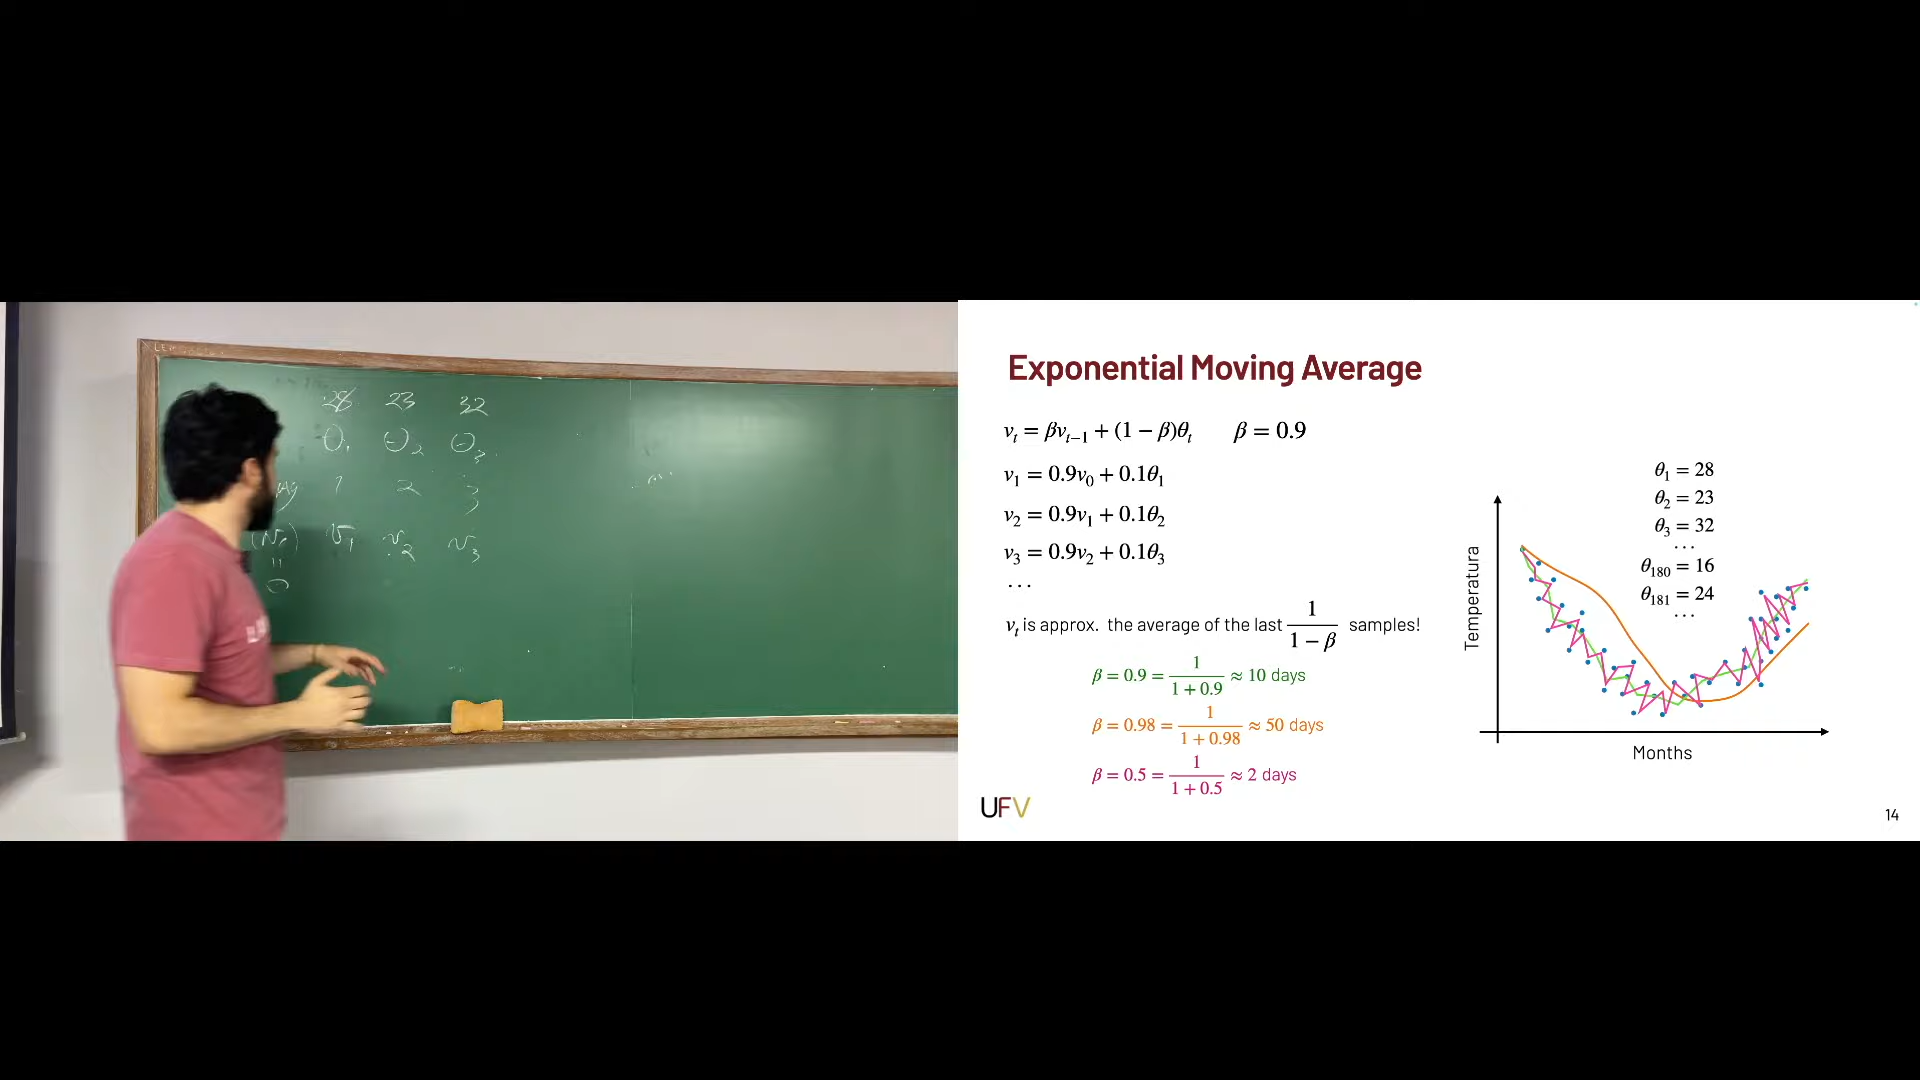 28 23 32
θ₁ θ₂ θ₃
1 2 3
(v₀) v₁ v₂ v₃
=
0
Exponential Moving Average
vₜ = βvₜ₋₁ + (1 − β)θₜ β = 0.9
v₁ = 0.9v₀ + 0.1θ₁
v₂ = 0.9v₁ + 0.1θ₂
v₃ = 0.9v₂ + 0.1θ₃
...
vₜ is approx. the average of the last 1/(1 − β) samples!
β = 0.9 = 1/(1 + 0.9) ≈ 10 days
β = 0.98 = 1/(1 + 0.98) ≈ 50 days
β = 0.5 = 1/(1 + 0.5) ≈ 2 days
θ₁ = 28
θ₂ = 23
θ₃ = 32
...
θ₁₈₀ = 16
θ₁₈₁ = 24
...
Temperatura
Months
UFV
14